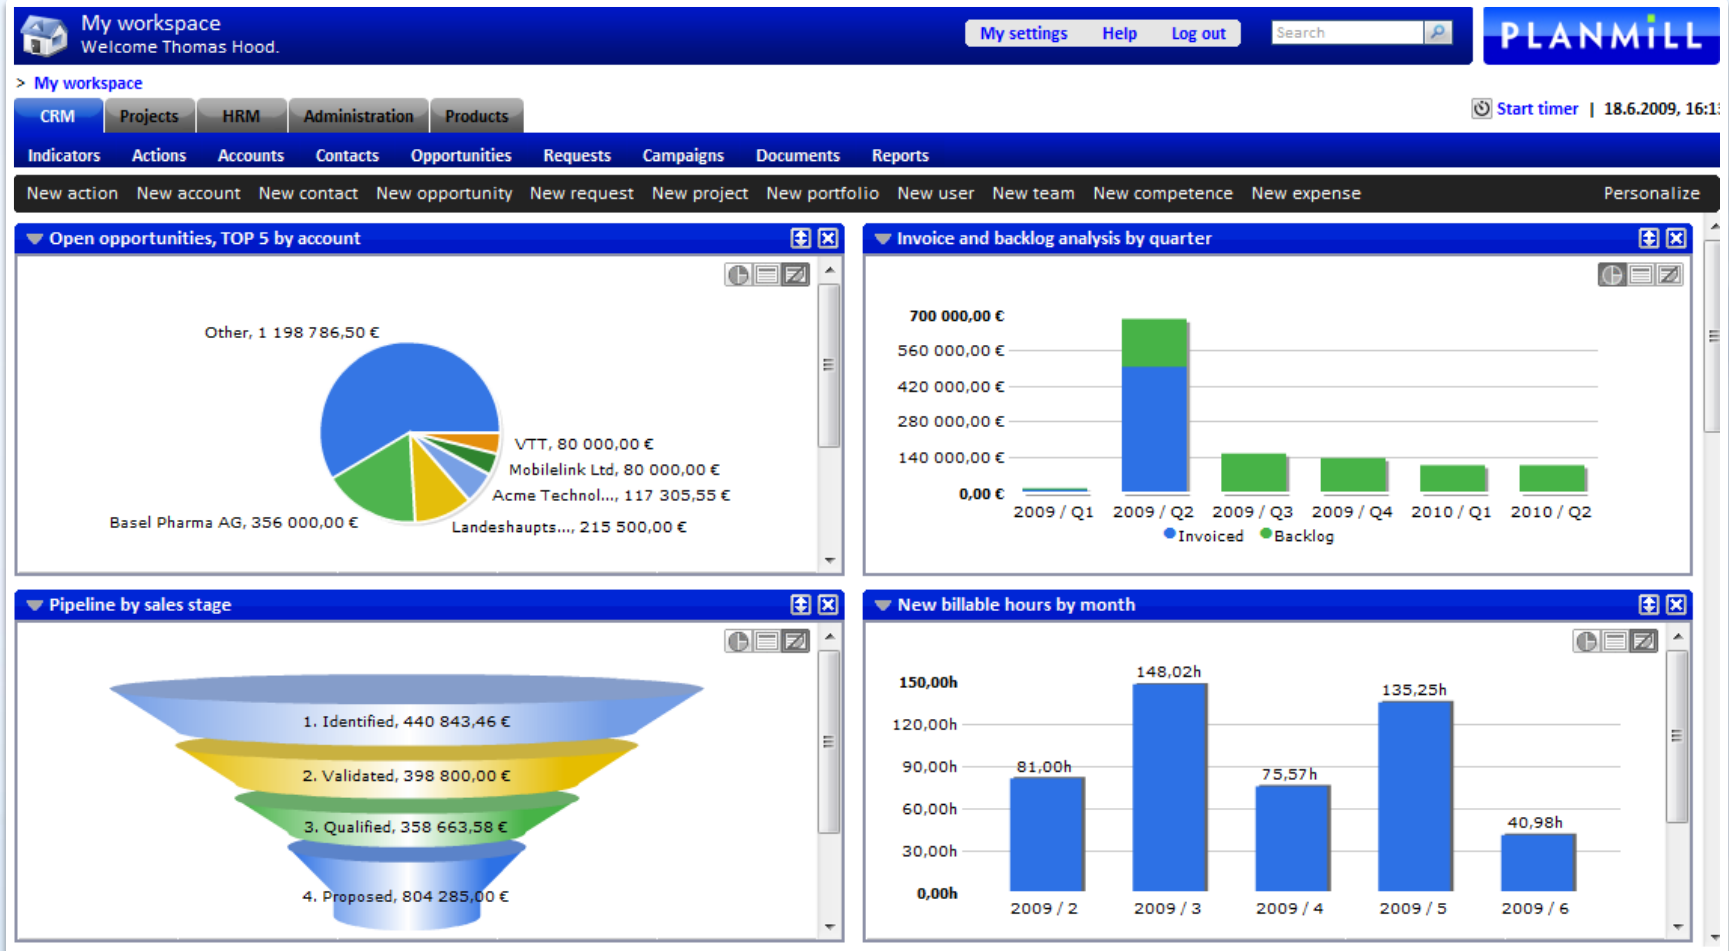 My workspace
Welcome Thomas Hood.
My settings Help Log out
Search
PLANMiLL
> My workspace
CRM Projects HRM Administration Products
Start timer | 18.6.2009, 16:1
Indicators Actions Accounts Contacts Opportunities Requests Campaigns Documents Reports
New action New account New contact New opportunity New request New project New portfolio New user New team New competence New expense Personalize
Open opportunities, TOP 5 by account
Other, 1 198 786,50 €
VTT, 80 000,00 €
Mobilelink Ltd, 80 000,00 €
Acme Technol..., 117 305,55 €
Basel Pharma AG, 356 000,00 €
Landeshaupts..., 215 500,00 €
Invoice and backlog analysis by quarter
700 000,00 €
560 000,00 €
420 000,00 €
280 000,00 €
140 000,00 €
0,00 €
2009 / Q1 2009 / Q2 2009 / Q3 2009 / Q4 2010 / Q1 2010 / Q2
Invoiced Backlog
Pipeline by sales stage
1. Identified, 440 843,46 €
2. Validated, 398 800,00 €
3. Qualified, 358 663,58 €
4. Proposed, 804 285,00 €
New billable hours by month
150,00h
120,00h
90,00h
60,00h
30,00h
0,00h
81,00h
148,02h
75,57h
135,25h
40,98h
2009 / 2 2009 / 3 2009 / 4 2009 / 5 2009 / 6